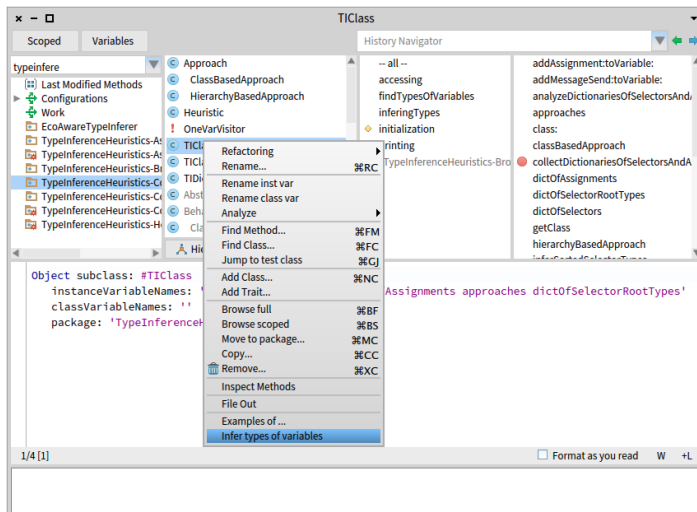 TIClass
Scoped
Variables
History Navigator
typeinfere
Last Modified Methods
Configurations
Work
EcoAwareTypeInferer
TypeInferenceHeuristics-As
TypeInferenceHeuristics-As
TypeInferenceHeuristics-Br
TypeInferenceHeuristics-Co
TypeInferenceHeuristics-Co
TypeInferenceHeuristics-Co
TypeInferenceHeuristics-He
Approach
ClassBasedApproach
HierarchyBasedApproach
Heuristic
OneVarVisitor
TICla
TICla
TIDic
Abst
Beha
Cla
Hie
-- all --
accessing
findTypesOfVariables
inferingTypes
initialization
printing
TypeInferenceHeuristics-Bro
addAssignment:toVariable:
addMessageSend:toVariable:
analyzeDictionariesOfSelectorsAndA
approaches
class:
classBasedApproach
collectDictionariesOfSelectorsAndA
dictOfAssignments
dictOfSelectorRootTypes
dictOfSelectors
getClass
hierarchyBasedApproach
inferSortedSelectorTypes
Refactoring
Rename... ⌘RC
Rename inst var
Rename class var
Analyze
Find Method... ⌘FM
Find Class... ⌘FC
Jump to test class ⌘GJ
Add Class... ⌘NC
Add Trait...
Browse full ⌘BF
Browse scoped ⌘BS
Move to package... ⌘MC
Copy... ⌘CC
Remove... ⌘XC
Inspect Methods
File Out
Examples of ...
Infer types of variables
Object subclass: #TIClass
instanceVariableNames: ' Assignments approaches dictOfSelectorRootTypes'
classVariableNames: ''
package: 'TypeInferenceH
1/4 [1]
Format as you read W +L